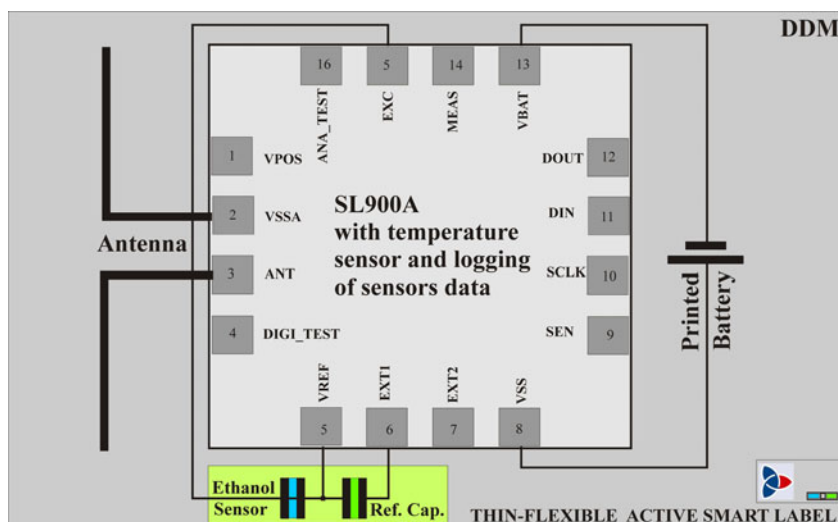 DDM
16 5 14 13
ANA_TEST EXC MEAS VBAT
1 VPOS DOUT 12
2 VSSA DIN 11
Antenna
3 ANT SCLK 10
4 DIGI_TEST SEN 9
SL900A
with temperature
sensor and logging
of sensors data
Printed
Battery
VREF EXT1 EXT2 VSS
5 6 7 8
Ethanol
Sensor
Ref. Cap.
THIN-FLEXIBLE ACTIVE SMART LABEL